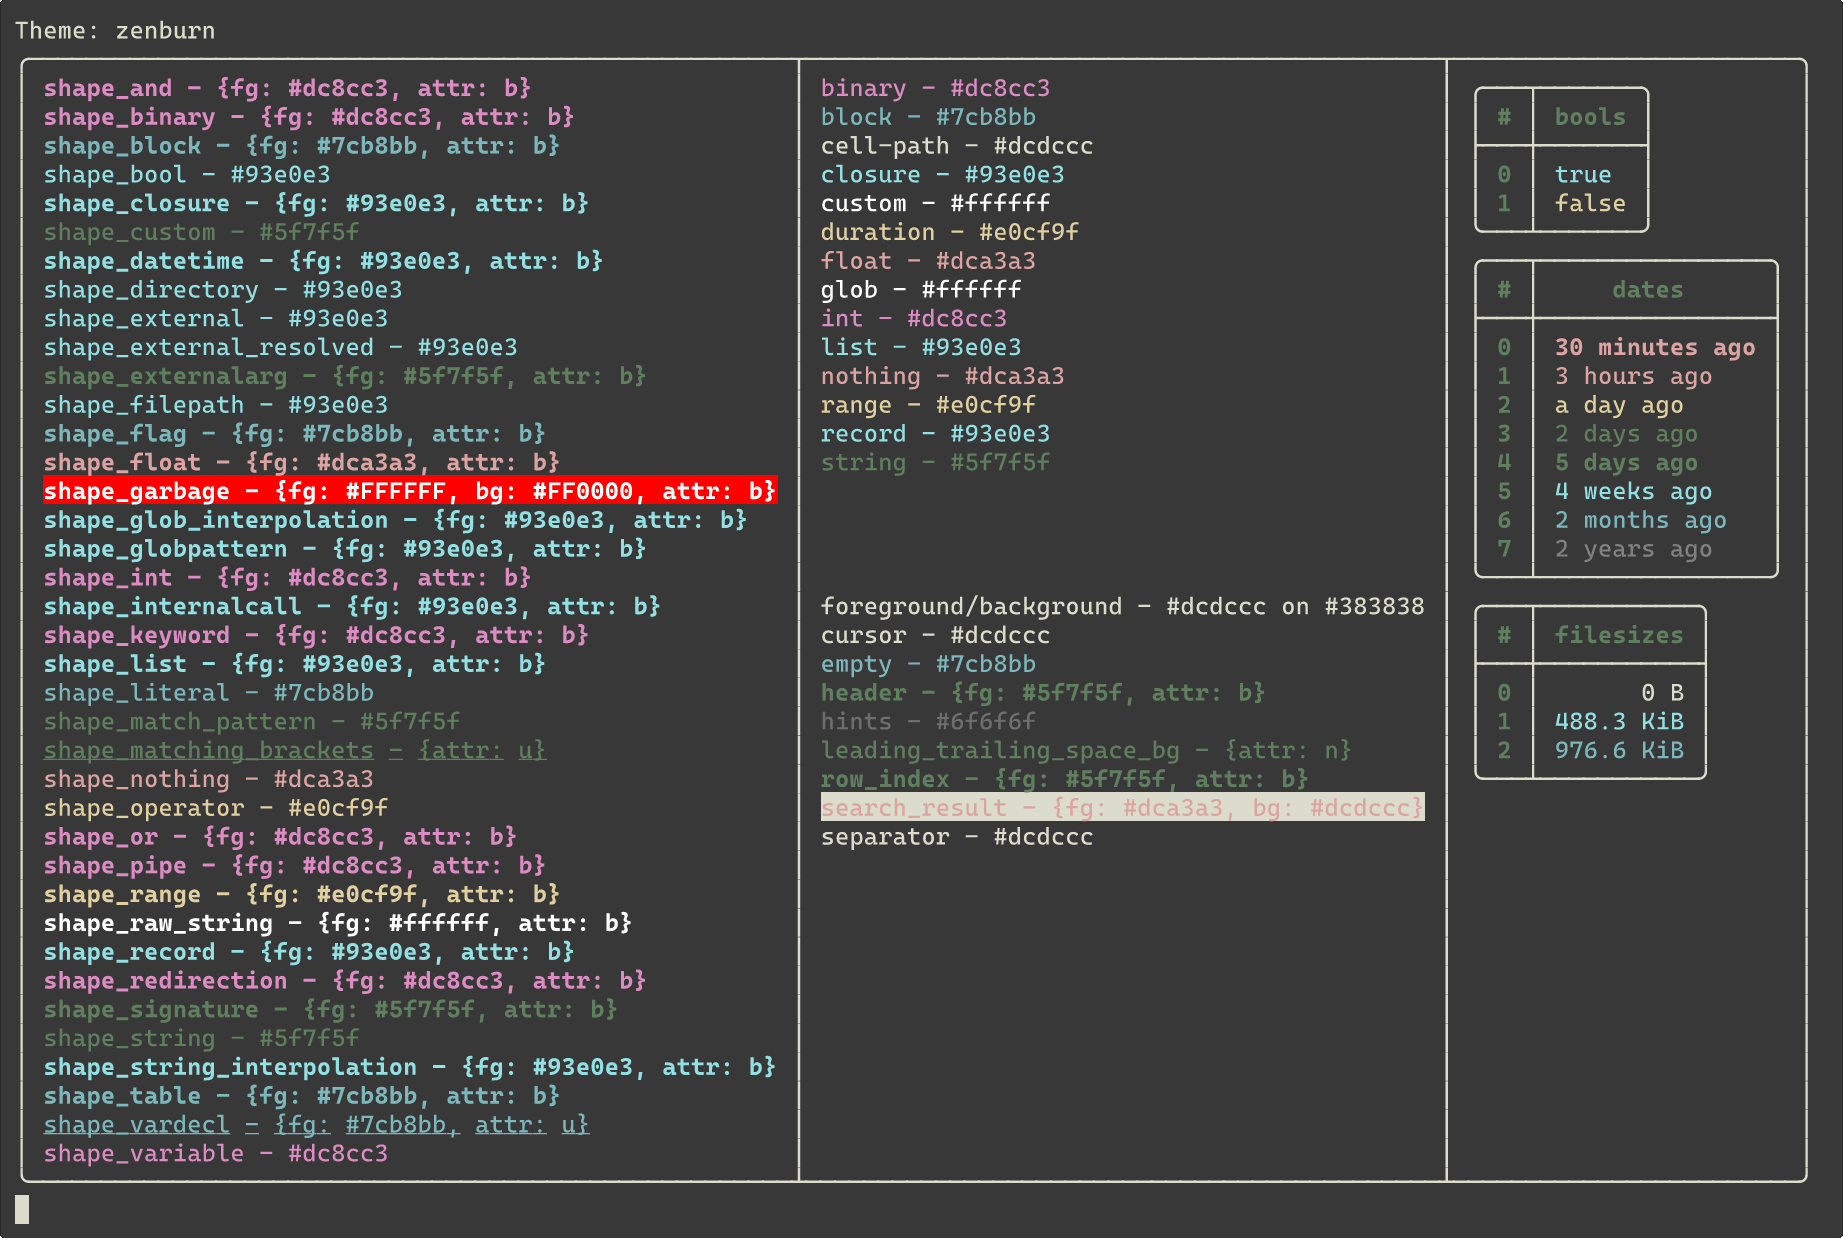 Theme: zenburn
shape_and - {fg: #dc8cc3, attr: b}
shape_binary - {fg: #dc8cc3, attr: b}
shape_block - {fg: #7cb8bb, attr: b}
shape_bool - #93e0e3
shape_closure - {fg: #93e0e3, attr: b}
shape_custom - #5f7f5f
shape_datetime - {fg: #93e0e3, attr: b}
shape_directory - #93e0e3
shape_external - #93e0e3
shape_external_resolved - #93e0e3
shape_externalarg - {fg: #5f7f5f, attr: b}
shape_filepath - #93e0e3
shape_flag - {fg: #7cb8bb, attr: b}
shape_float - {fg: #dca3a3, attr: b}
shape_garbage - {fg: #FFFFFF, bg: #FF0000, attr: b}
shape_glob_interpolation - {fg: #93e0e3, attr: b}
shape_globpattern - {fg: #93e0e3, attr: b}
shape_int - {fg: #dc8cc3, attr: b}
shape_internalcall - {fg: #93e0e3, attr: b}
shape_keyword - {fg: #dc8cc3, attr: b}
shape_list - {fg: #93e0e3, attr: b}
shape_literal - #7cb8bb
shape_match_pattern - #5f7f5f
shape_matching_brackets - {attr: u}
shape_nothing - #dca3a3
shape_operator - #e0cf9f
shape_or - {fg: #dc8cc3, attr: b}
shape_pipe - {fg: #dc8cc3, attr: b}
shape_range - {fg: #e0cf9f, attr: b}
shape_raw_string - {fg: #ffffff, attr: b}
shape_record - {fg: #93e0e3, attr: b}
shape_redirection - {fg: #dc8cc3, attr: b}
shape_signature - {fg: #5f7f5f, attr: b}
shape_string - #5f7f5f
shape_string_interpolation - {fg: #93e0e3, attr: b}
shape_table - {fg: #7cb8bb, attr: b}
shape_vardecl - {fg: #7cb8bb, attr: u}
shape_variable - #dc8cc3
binary - #dc8cc3
block - #7cb8bb
cell-path - #dcdccc
closure - #93e0e3
custom - #ffffff
duration - #e0cf9f
float - #dca3a3
glob - #ffffff
int - #dc8cc3
list - #93e0e3
nothing - #dca3a3
range - #e0cf9f
record - #93e0e3
string - #5f7f5f
foreground/background - #dcdccc on #383838
cursor - #dcdccc
empty - #7cb8bb
header - {fg: #5f7f5f, attr: b}
hints - #6f6f6f
leading_trailing_space_bg - {attr: n}
row_index - {fg: #5f7f5f, attr: b}
search_result - {fg: #dca3a3, bg: #dcdccc}
separator - #dcdccc
# bools
0 true
1 false
# dates
0 30 minutes ago
1 3 hours ago
2 a day ago
3 2 days ago
4 5 days ago
5 4 weeks ago
6 2 months ago
7 2 years ago
# filesizes
0 0 B
1 488.3 KiB
2 976.6 KiB